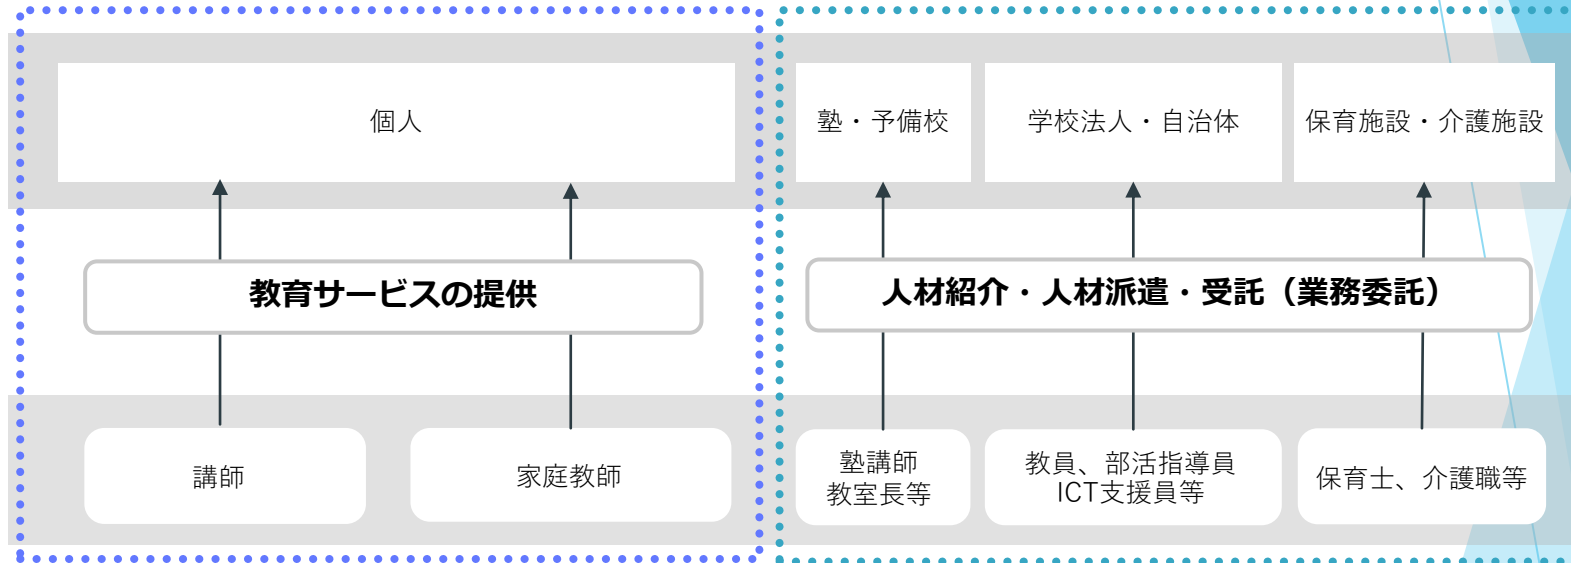 個人
塾・予備校
学校法人・自治体
保育施設・介護施設
教育サービスの提供
人材紹介・人材派遣・受託（業務委託）
講師
家庭教師
塾講師
教室長等
教員、部活指導員
ICT支援員等
保育士、介護職等